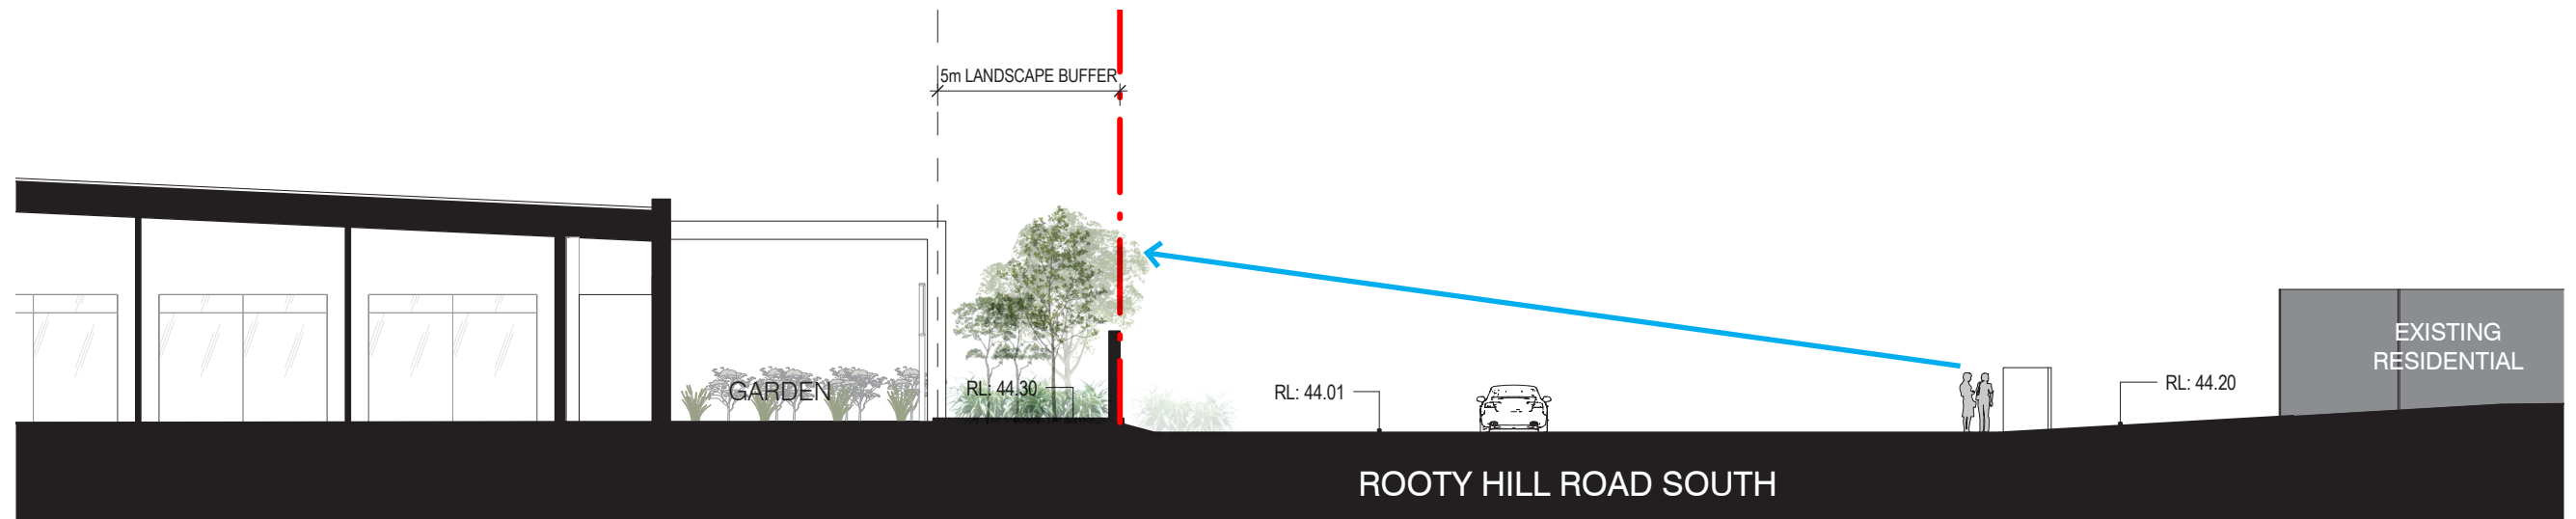 5m LANDSCAPE BUFFER
GARDEN
RL: 44.30
RL: 44.01
RL: 44.20
EXISTING
RESIDENTIAL
ROOTY HILL ROAD SOUTH